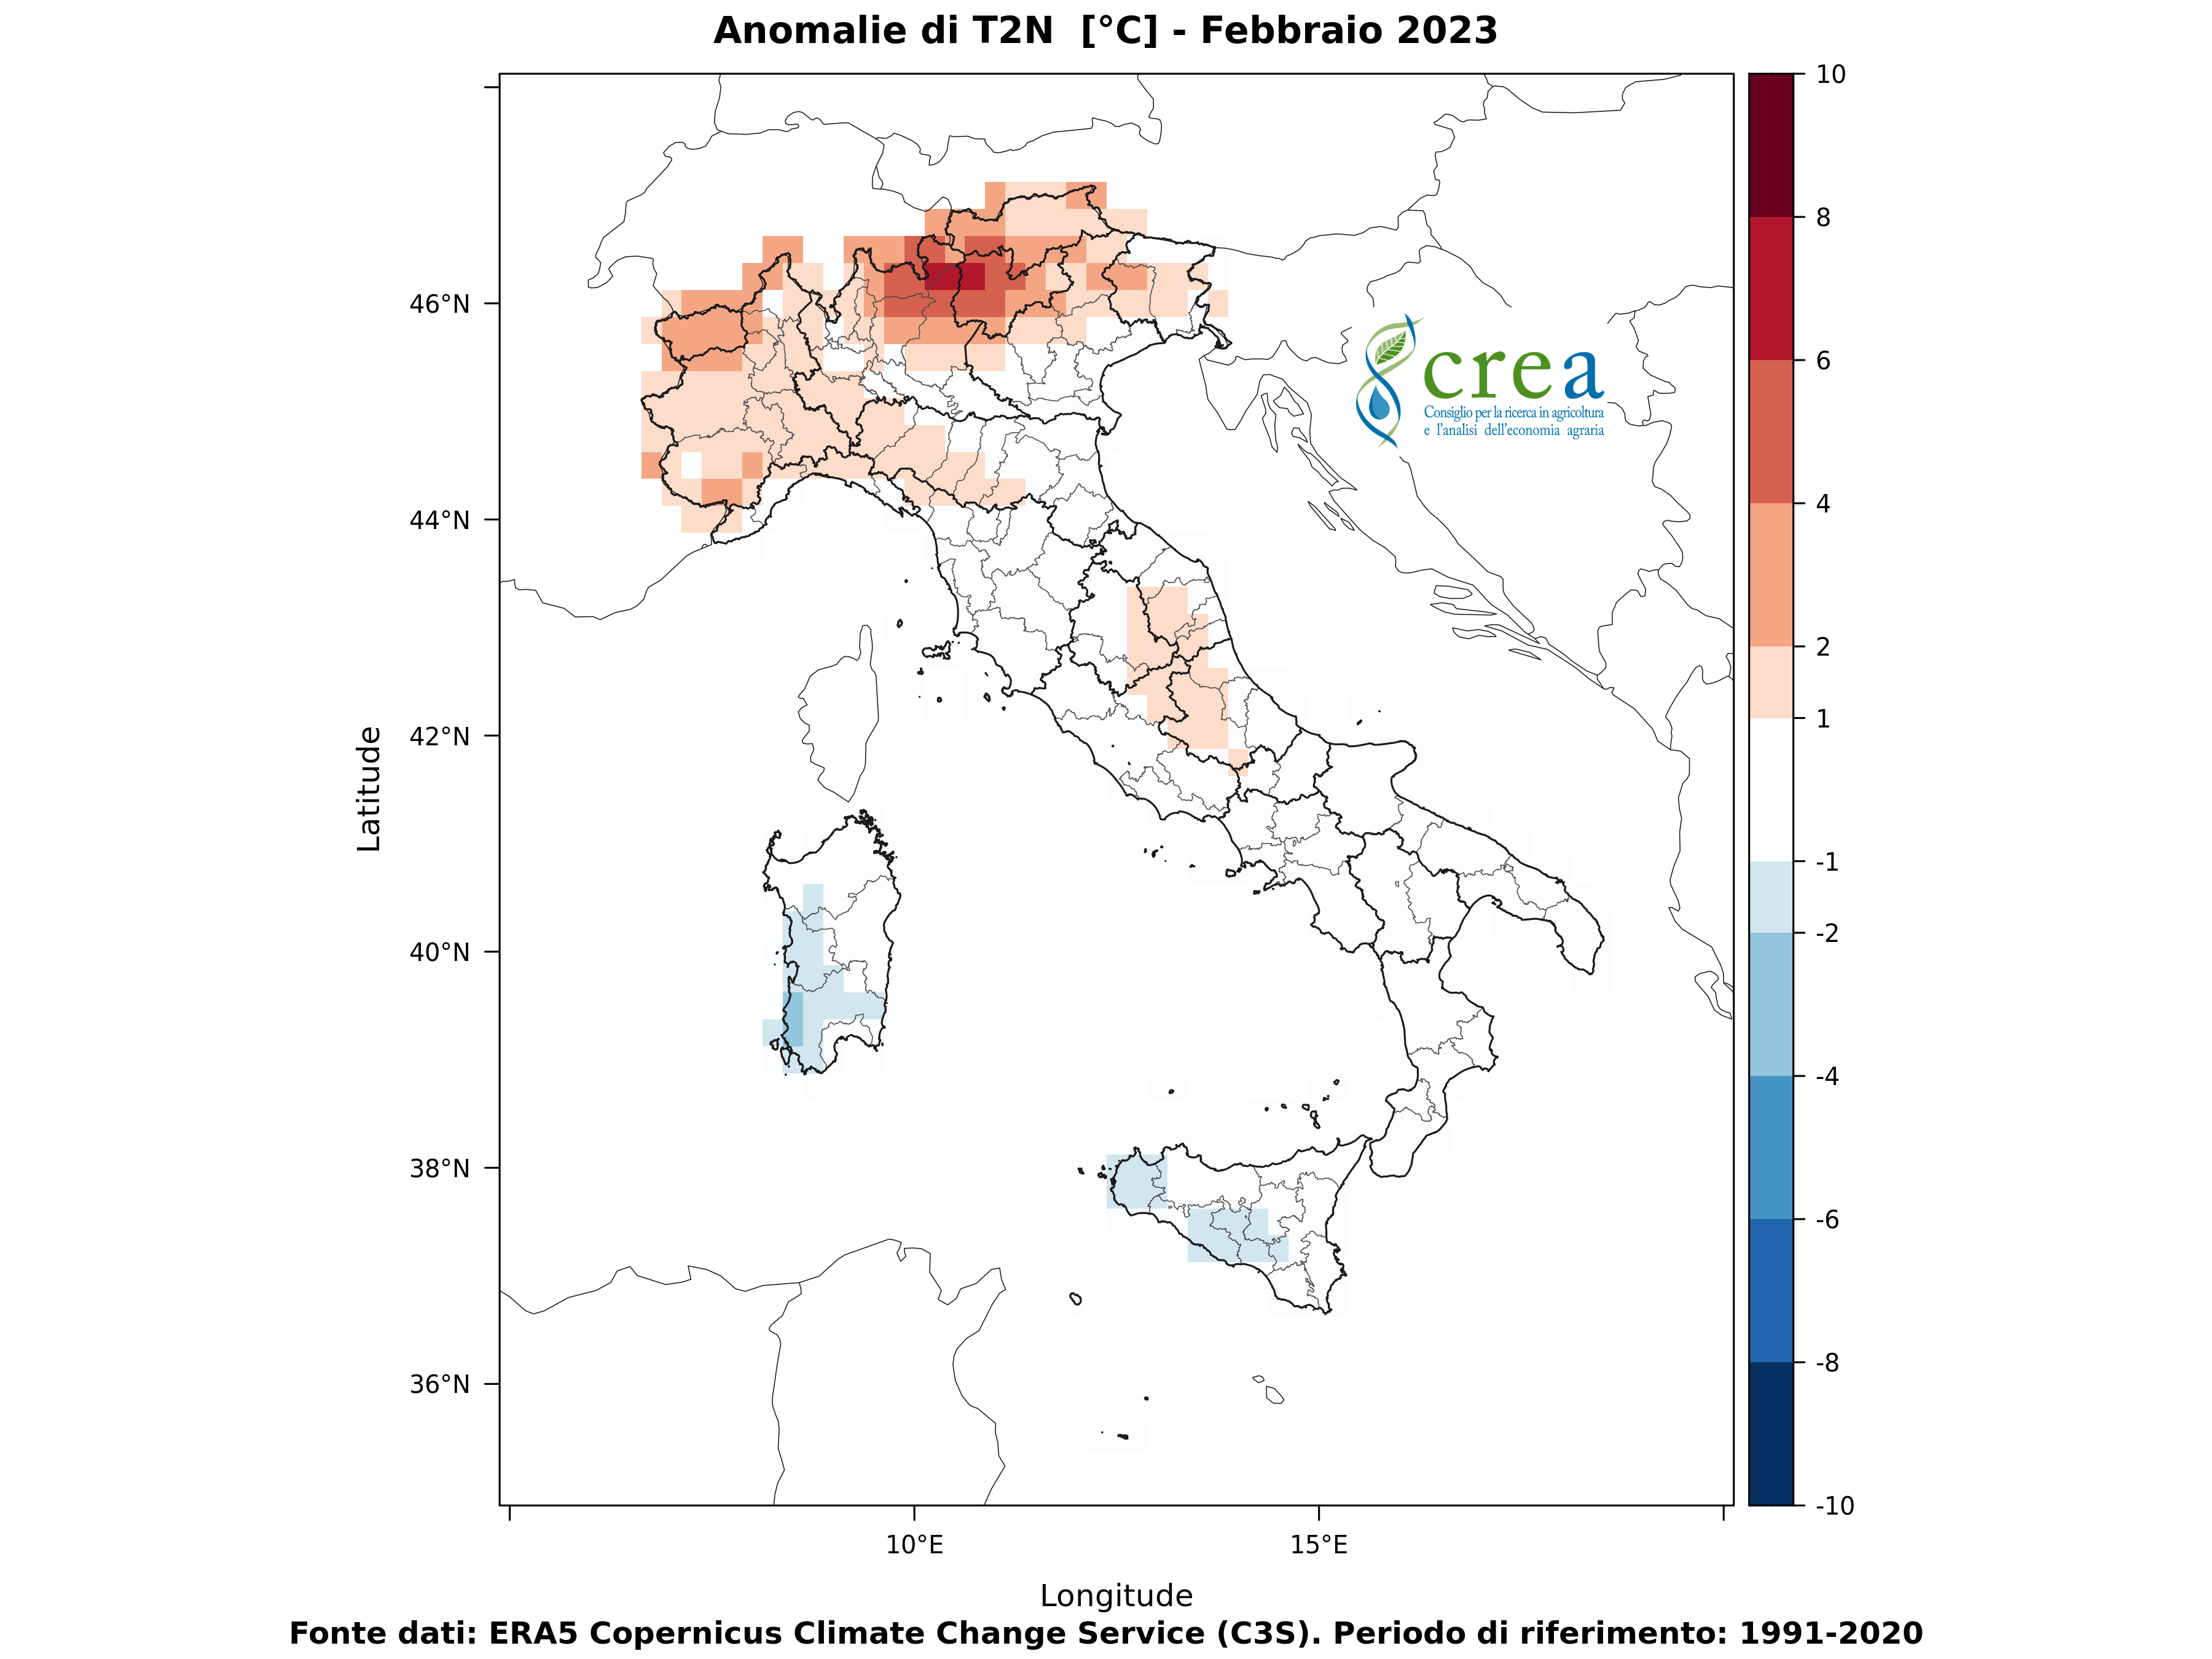 Anomalie di T2N [°C] - Febbraio 2023
10
8
6
4
2
1
-1
-2
-4
-6
-8
-10
46°N
44°N
42°N
40°N
38°N
36°N
Latitude
crea
Consiglio per la ricerca in agricoltura
e l'analisi dell'economia agraria
10°E
15°E
Longitude
Fonte dati: ERA5 Copernicus Climate Change Service (C3S). Periodo di riferimento: 1991-2020